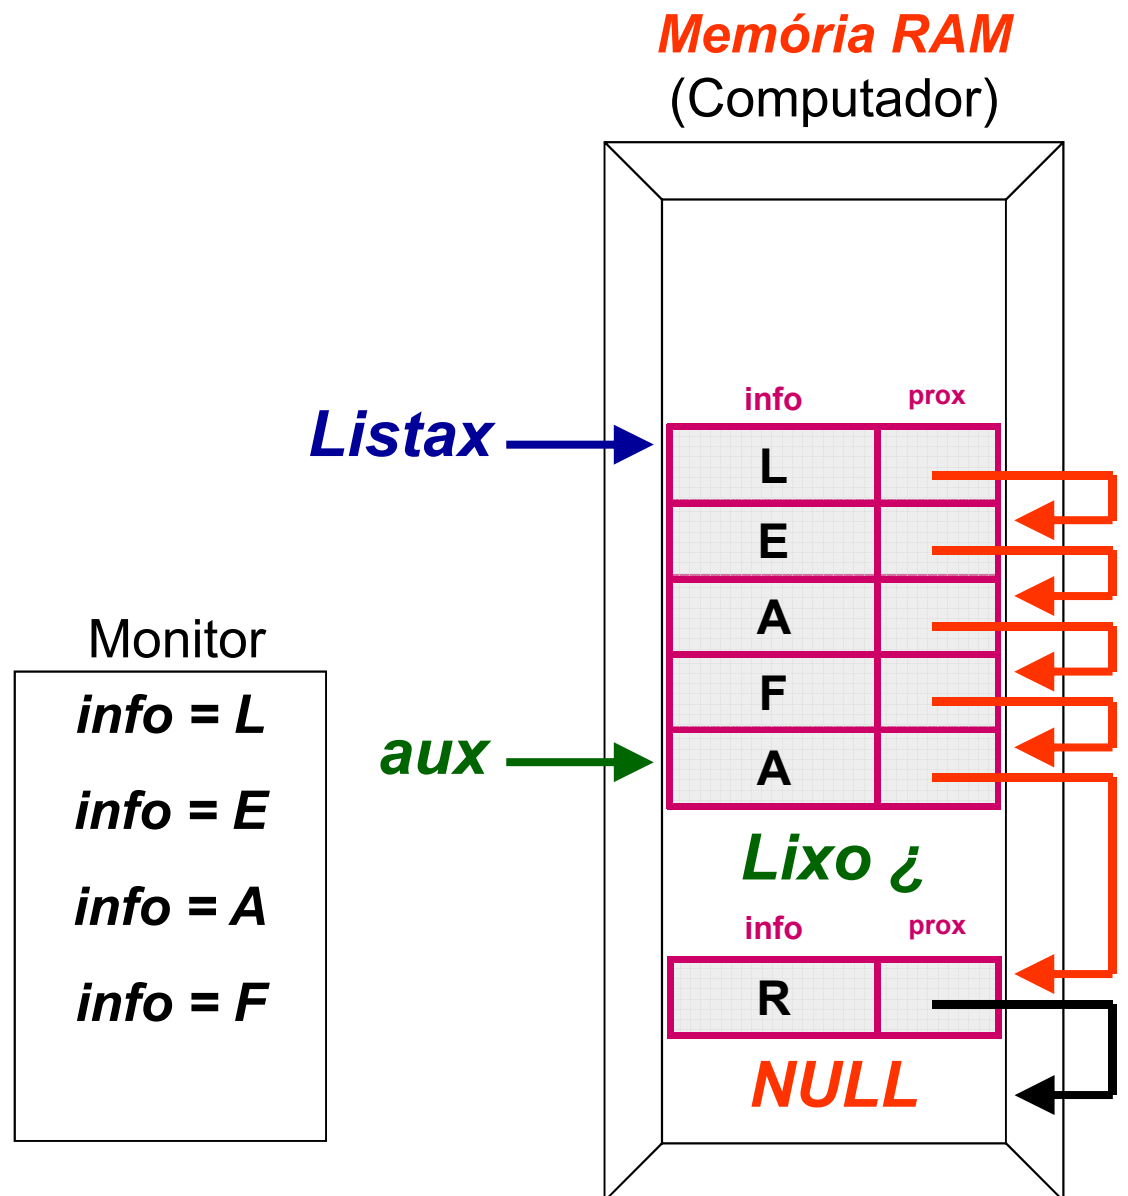 Memória RAM
(Computador)
info prox
Listax
L
E
A
Monitor
F
info = L
aux
A
info = E
Lixo ¿
info = A
info prox
info = F
R
NULL